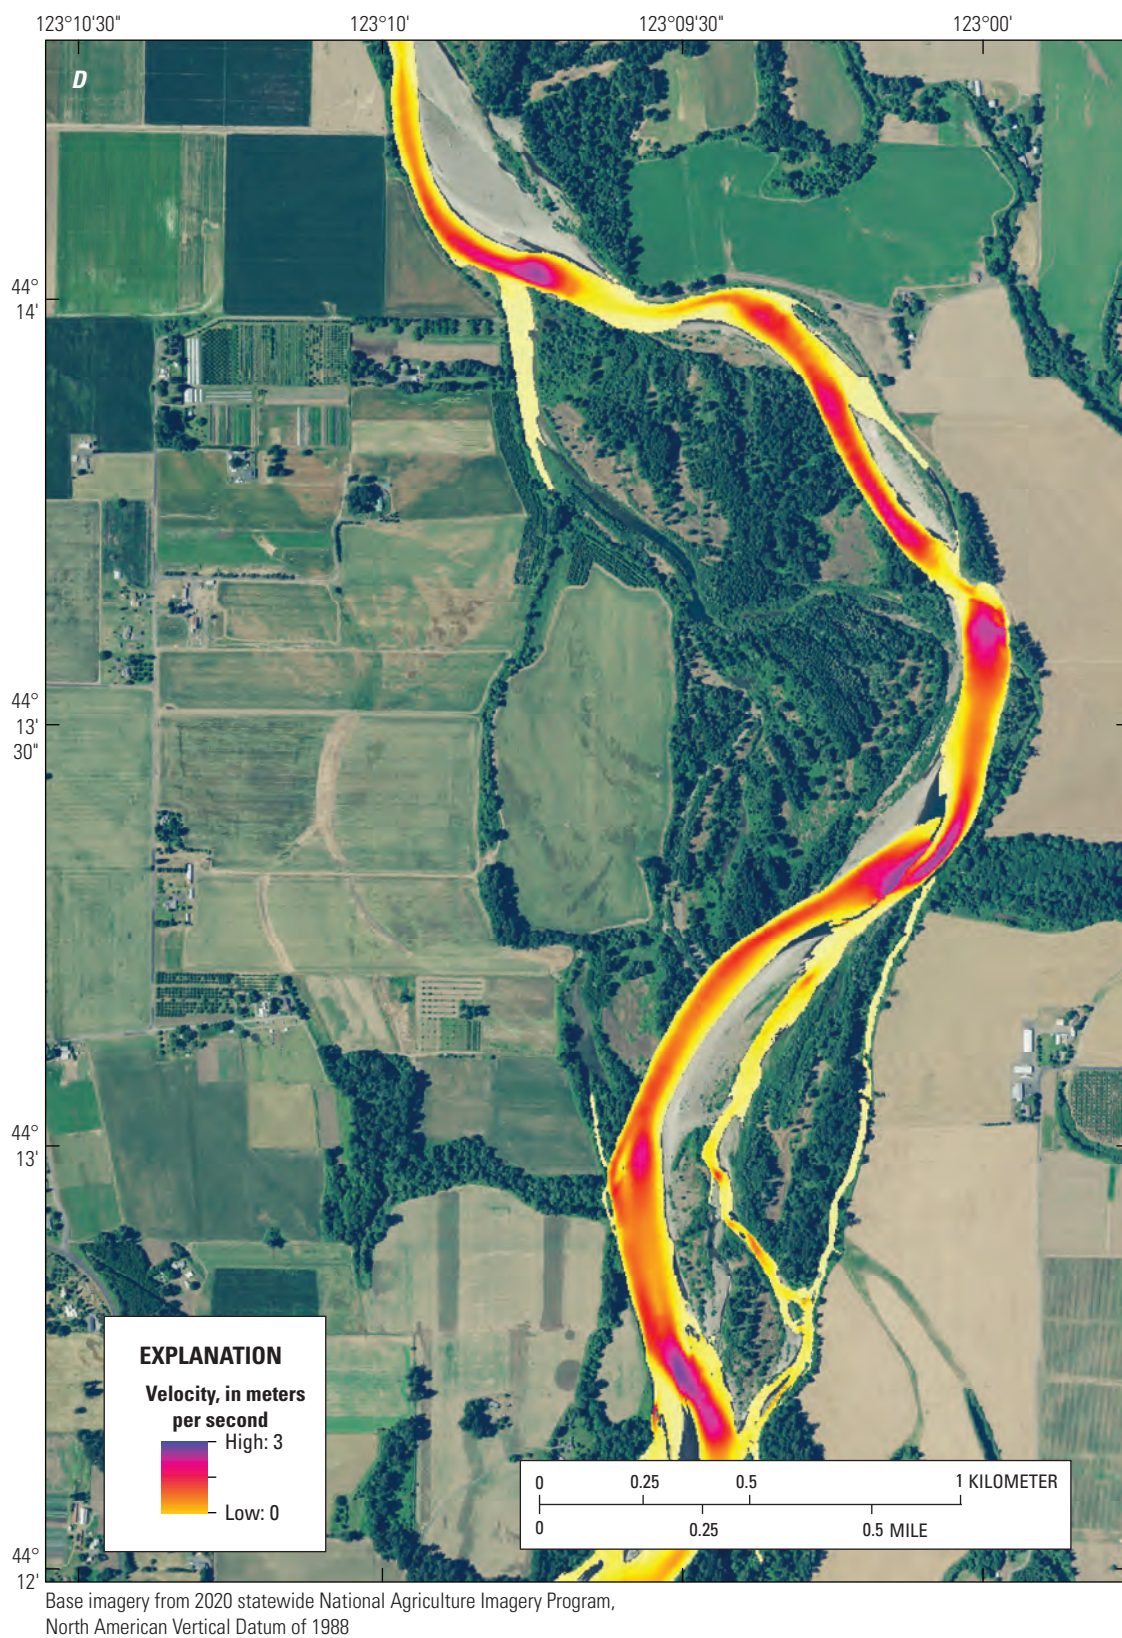 123°10'30" 123°10' 123°09'30" 123°00'
D
44°
14'
44°
13'
30"
44°
13'
44°
12'
EXPLANATION
Velocity, in meters
per second
High: 3
Low: 0
0 0.25 0.5 1 KILOMETER
0 0.25 0.5 MILE
Base imagery from 2020 statewide National Agriculture Imagery Program,
North American Vertical Datum of 1988